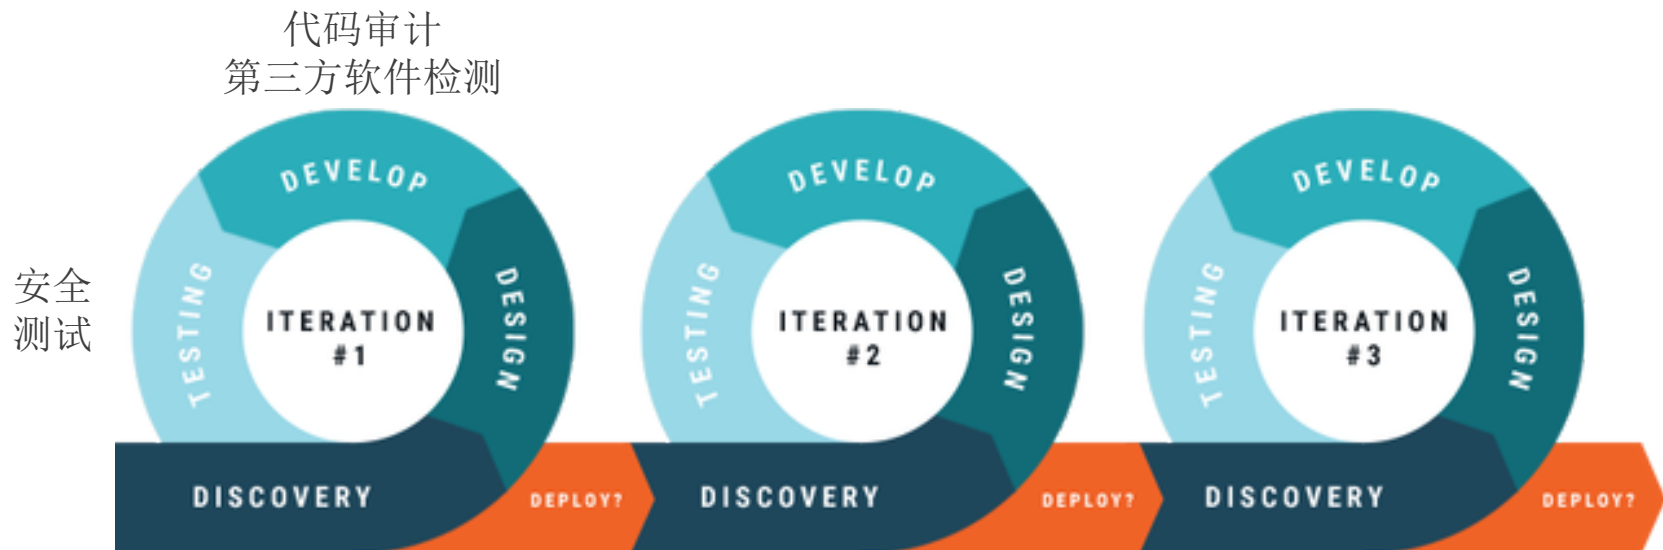 代码审计
第三方软件检测
安全
测试
DEVELOP
DESIGN
TESTING
ITERATION
#1
DISCOVERY
DEPLOY?
DEVELOP
DESIGN
TESTING
ITERATION
#2
DISCOVERY
DEPLOY?
DEVELOP
DESIGN
TESTING
ITERATION
#3
DISCOVERY
DEPLOY?